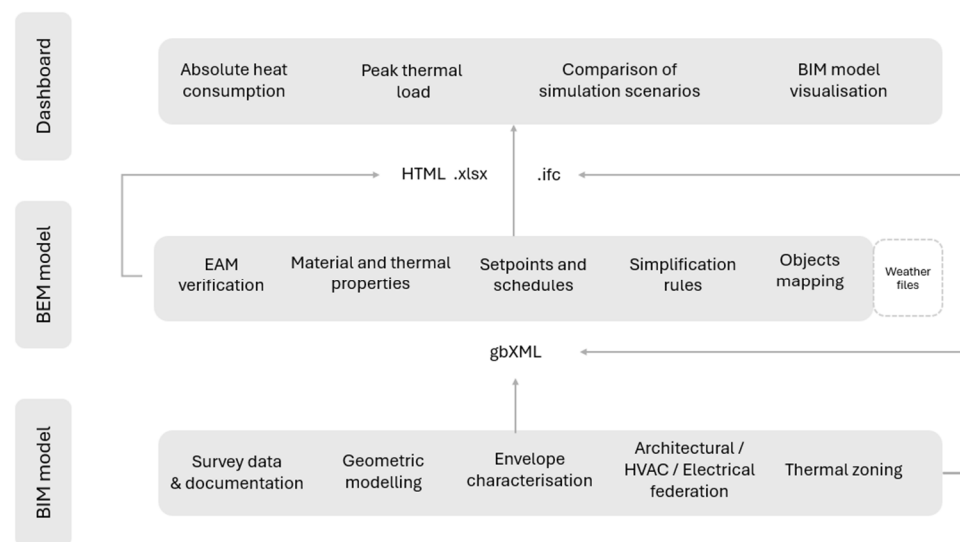 Dashboard
Absolute heat
consumption
Peak thermal
load
Comparison of
simulation scenarios
BIM model
visualisation
HTML .xlsx
.ifc
BEM model
EAM
verification
Material and thermal
properties
Setpoints and
schedules
Simplification
rules
Objects
mapping
Weather
files
gbXML
BIM model
Survey data
& documentation
Geometric
modelling
Envelope
characterisation
Architectural /
HVAC / Electrical
federation
Thermal zoning